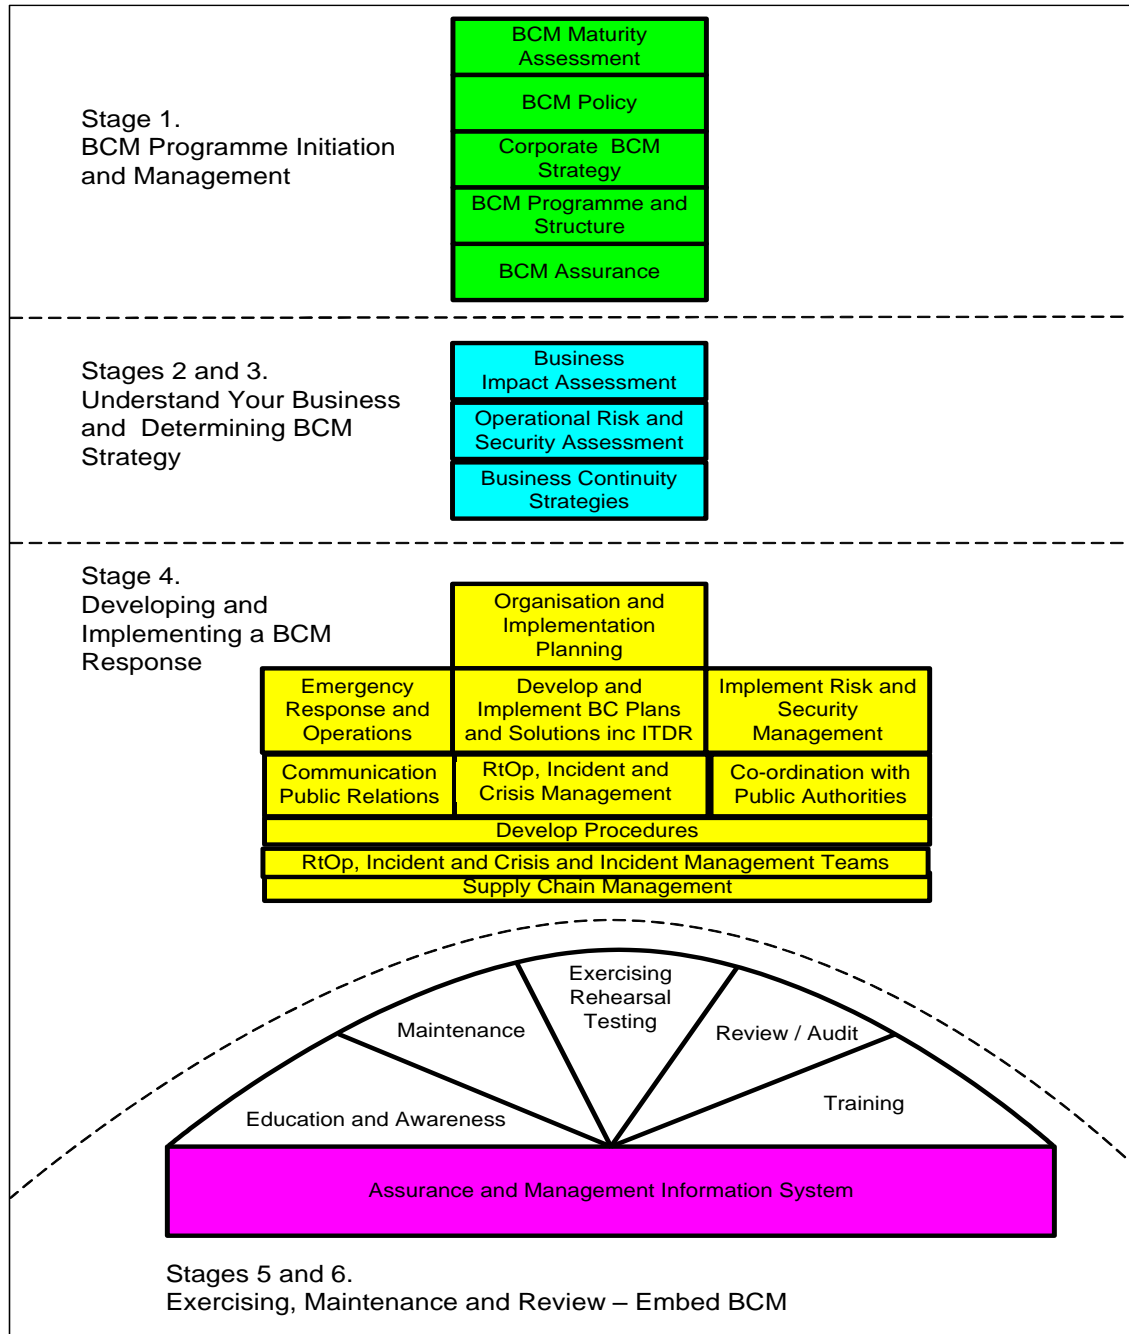 BCM Maturity
Assessment
BCM Policy
Stage 1.
BCM Programme Initiation
and Management
Corporate BCM
Strategy
BCM Programme and
Structure
BCM Assurance
Stages 2 and 3.
Understand Your Business
and Determining BCM
Strategy
Business
Impact Assessment
Operational Risk and
Security Assessment
Business Continuity
Strategies
Stage 4.
Developing and
Implementing a BCM
Response
Organisation and
Implementation
Planning
Emergency
Response and
Operations
Develop and
Implement BC Plans
and Solutions inc ITDR
Implement Risk and
Security
Management
Communication
Public Relations
RtOp, Incident and
Crisis Management
Co-ordination with
Public Authorities
Develop Procedures
RtOp, Incident and Crisis and Incident Management Teams
Supply Chain Management
Exercising
Rehearsal
Testing
Maintenance
Review / Audit
Education and Awareness
Training
Assurance and Management Information System
Stages 5 and 6.
Exercising, Maintenance and Review – Embed BCM